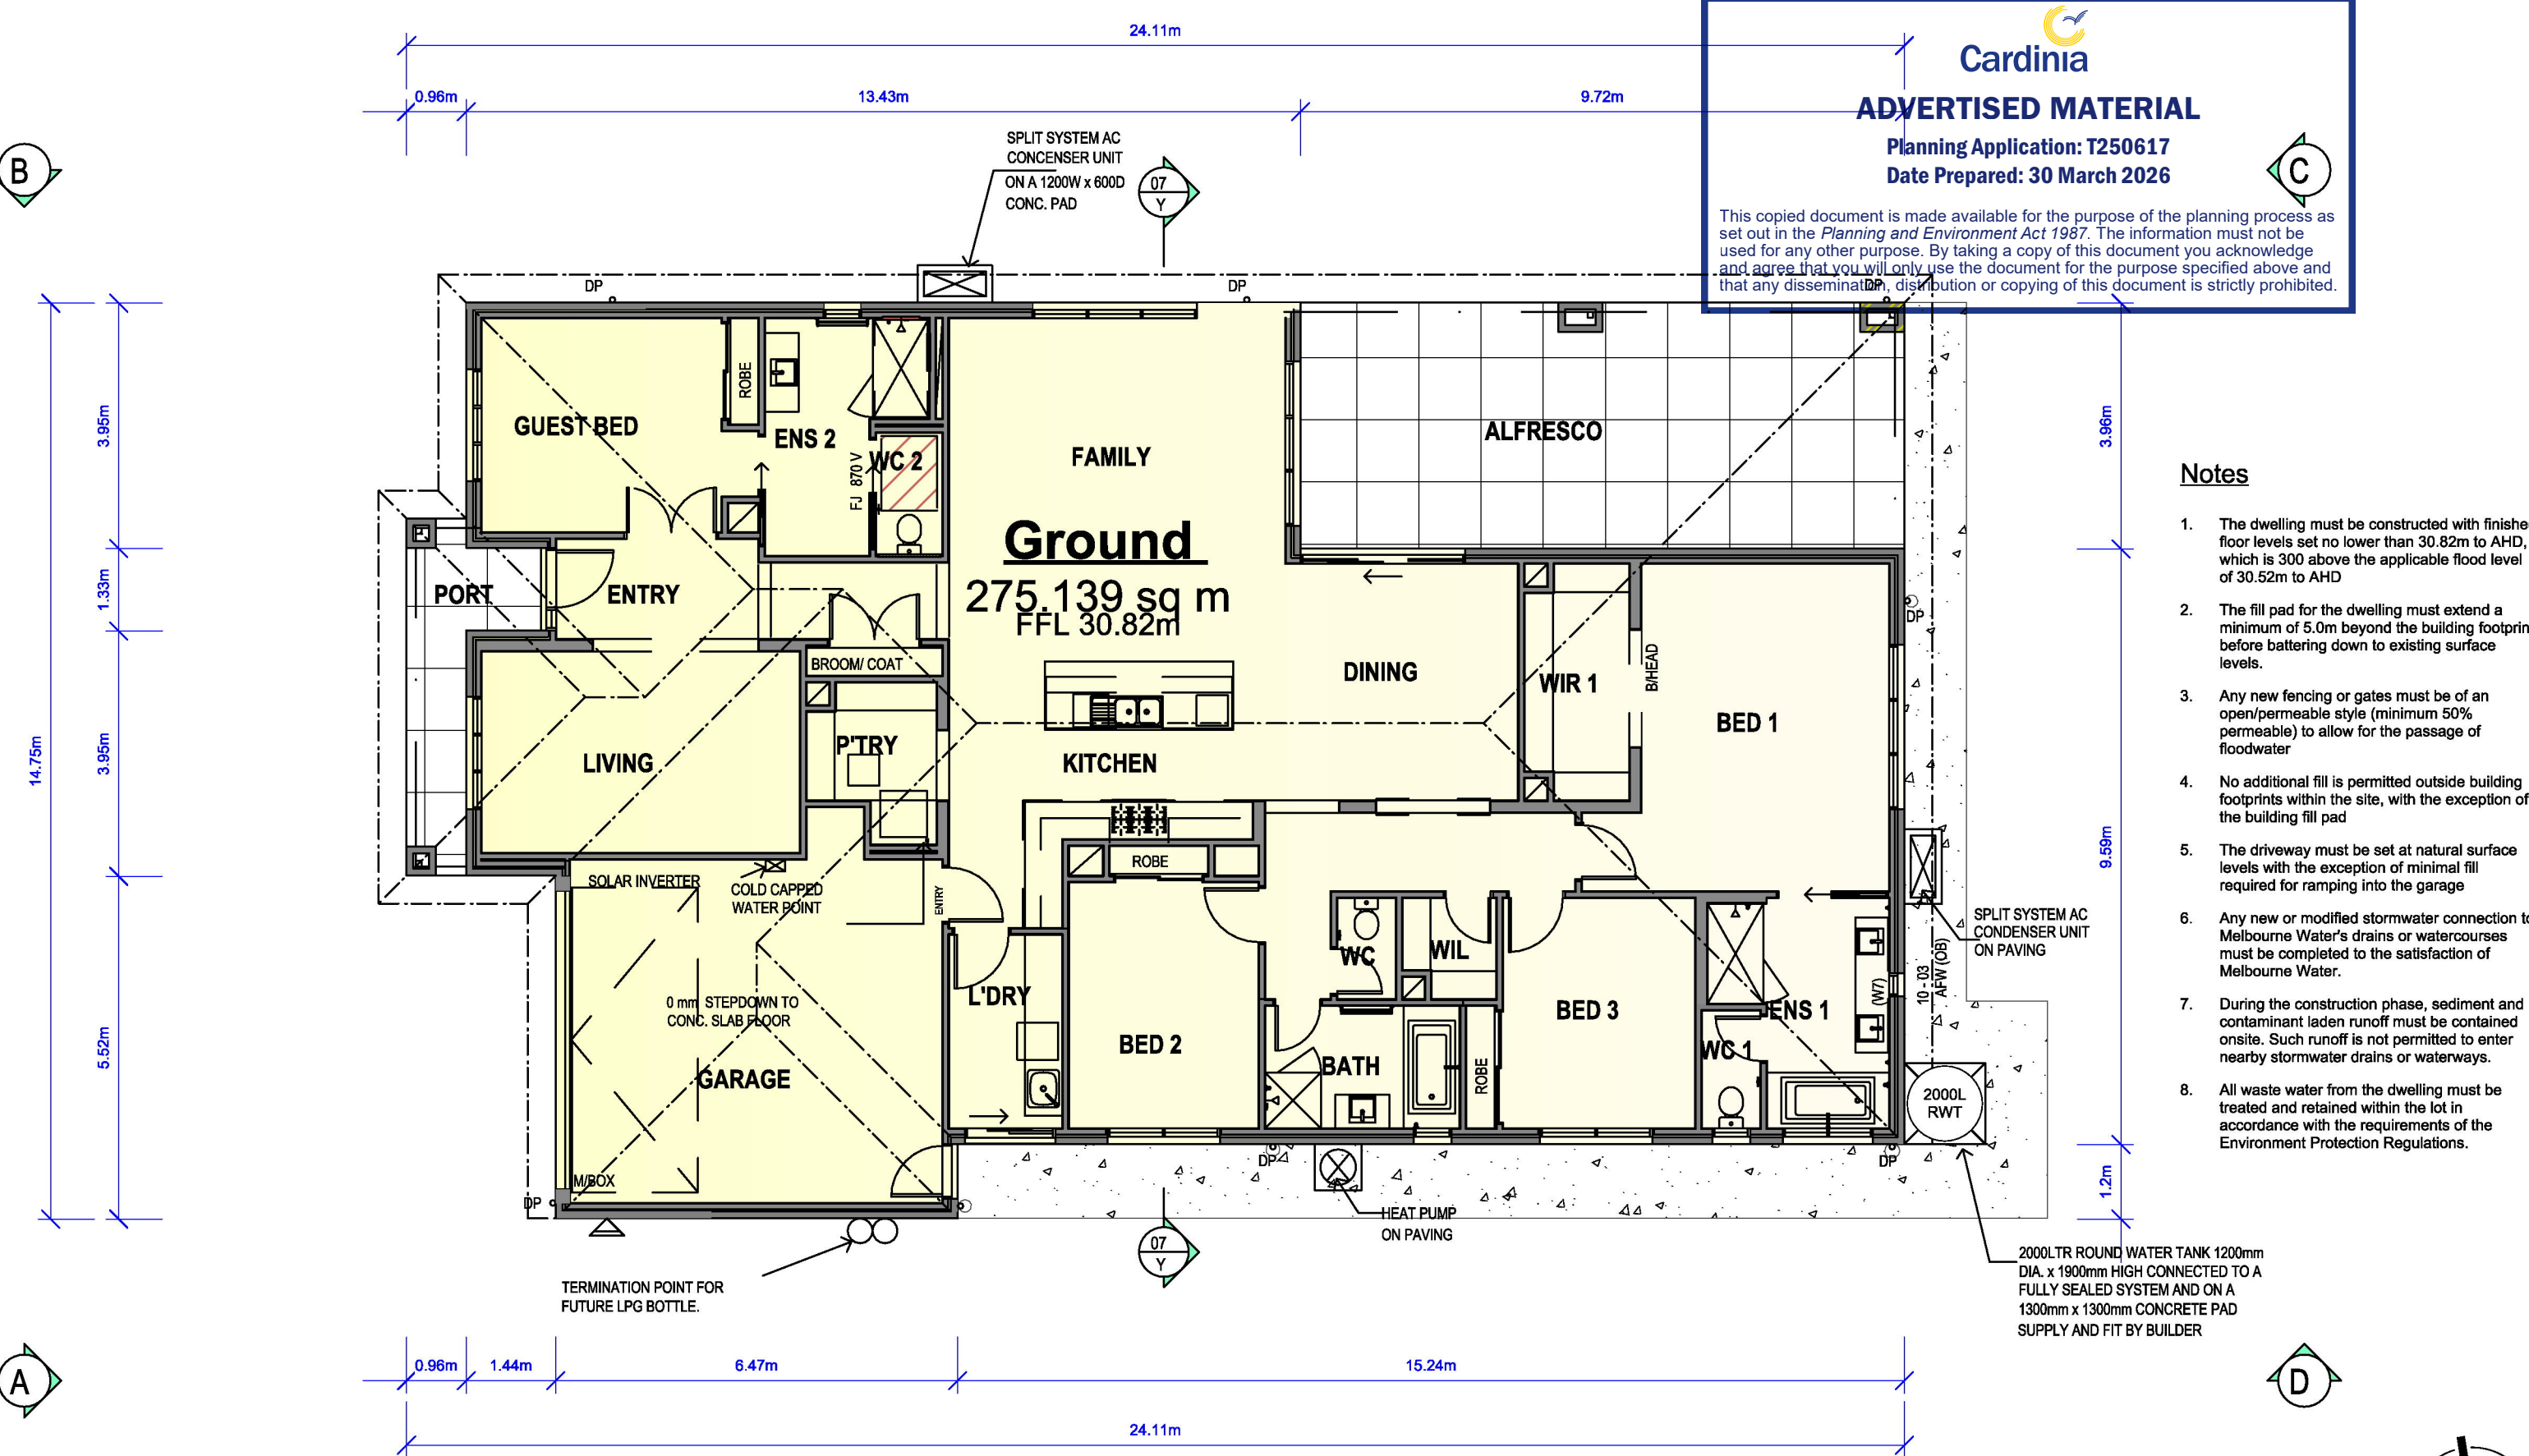 24.11m
0.96m
13.43m
9.72m
Cardinia
ADVERTISED MATERIAL
Planning Application: T250617
Date Prepared: 30 March 2026
This copied document is made available for the purpose of the planning process as
set out in the Planning and Environment Act 1987. The information must not be
used for any other purpose. By taking a copy of this document you acknowledge
and agree that you will only use the document for the purpose specified above and
that any dissemination, distribution or copying of this document is strictly prohibited.
B
C
SPLIT SYSTEM AC
CONCENSER UNIT
ON A 1200W x 600D
CONC. PAD
07
Y
DP
DP
DP
GUEST BED
ROBE
ENS 2
F.J 870 V
WC 2
FAMILY
ALFRESCO
Ground
275.139 sq m
FFL 30.82m
PORT
ENTRY
BROOM/ COAT
LIVING
P'TRY
KITCHEN
DINING
WIR 1
B/HEAD
BED 1
DP
14.75m
3.95m
1.33m
3.95m
5.52m
3.96m
9.59m
1.2m
SOLAR INVERTER
COLD CAPPED
WATER POINT
ENTRY
0 mm STEPDOWN TO
CONC. SLAB FLOOR
GARAGE
M/BOX
DP
L'DRY
ROBE
BED 2
WC
WIL
BATH
ROBE
BED 3
WC 1
ENS 1
(W7)
10 - 03
AFW (OB)
SPLIT SYSTEM AC
CONDENSER UNIT
ON PAVING
2000L
RWT
DP
DP
HEAT PUMP
ON PAVING
07
Y
TERMINATION POINT FOR
FUTURE LPG BOTTLE.
2000LTR ROUND WATER TANK 1200mm
DIA. x 1900mm HIGH CONNECTED TO A
FULLY SEALED SYSTEM AND ON A
1300mm x 1300mm CONCRETE PAD
SUPPLY AND FIT BY BUILDER
Notes
1. The dwelling must be constructed with finishe
floor levels set no lower than 30.82m to AHD,
which is 300 above the applicable flood level
of 30.52m to AHD
2. The fill pad for the dwelling must extend a
minimum of 5.0m beyond the building footprin
before battering down to existing surface
levels.
3. Any new fencing or gates must be of an
open/permeable style (minimum 50%
permeable) to allow for the passage of
floodwater
4. No additional fill is permitted outside building
footprints within the site, with the exception of
the building fill pad
5. The driveway must be set at natural surface
levels with the exception of minimal fill
required for ramping into the garage
6. Any new or modified stormwater connection to
Melbourne Water's drains or watercourses
must be completed to the satisfaction of
Melbourne Water.
7. During the construction phase, sediment and
contaminant laden runoff must be contained
onsite. Such runoff is not permitted to enter
nearby stormwater drains or waterways.
8. All waste water from the dwelling must be
treated and retained within the lot in
accordance with the requirements of the
Environment Protection Regulations.
A
D
0.96m
1.44m
6.47m
15.24m
24.11m